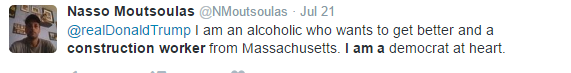 Nasso Moutsoulas @NMoutsoulas · Jul 21
@realDonaldTrump I am an alcoholic who wants to get better and a
construction worker from Massachusetts. I am a democrat at heart.